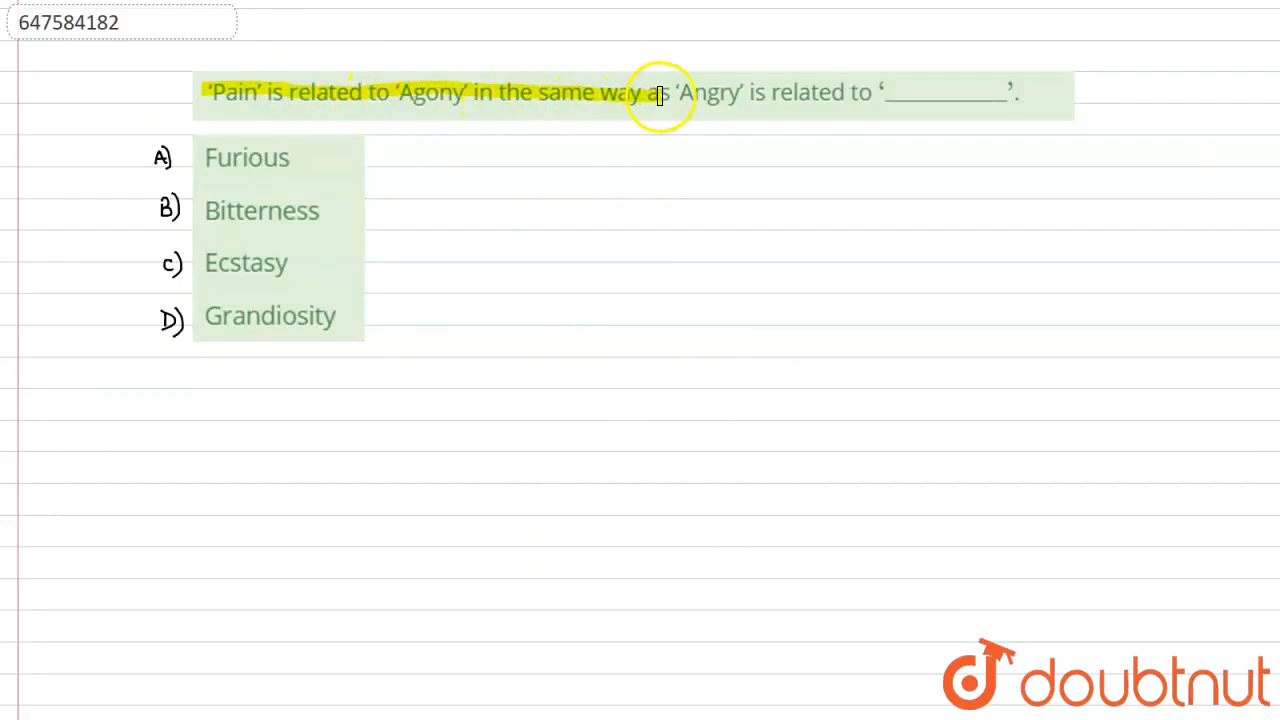 647584182
‘Pain’ is related to ‘Agony’ in the same way as ‘Angry’ is related to ‘__________’.
A) Furious
B) Bitterness
C) Ecstasy
D) Grandiosity
doubtnut